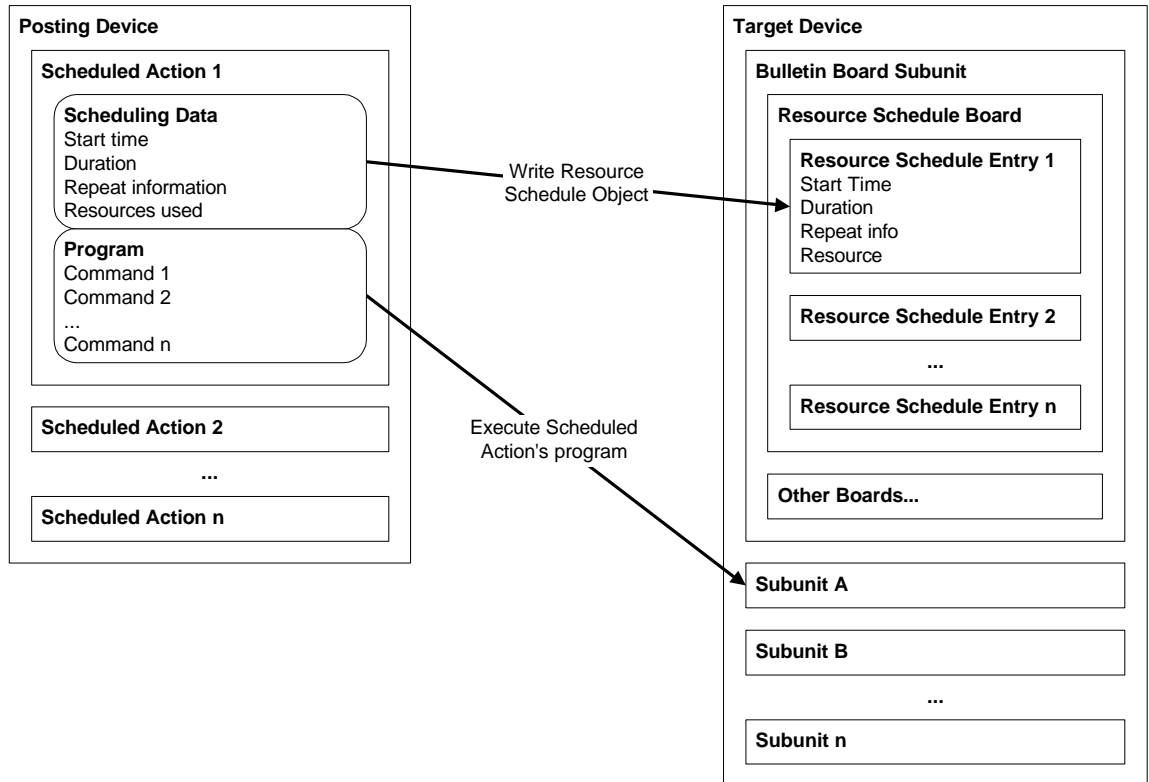 Posting Device
Scheduled Action 1
Scheduling Data
Start time
Duration
Repeat information
Resources used
Program
Command 1
Command 2
...
Command n
Scheduled Action 2
...
Scheduled Action n
Write Resource
Schedule Object
Execute Scheduled
Action's program
Target Device
Bulletin Board Subunit
Resource Schedule Board
Resource Schedule Entry 1
Start Time
Duration
Repeat info
Resource
Resource Schedule Entry 2
...
Resource Schedule Entry n
Other Boards...
Subunit A
Subunit B
...
Subunit n